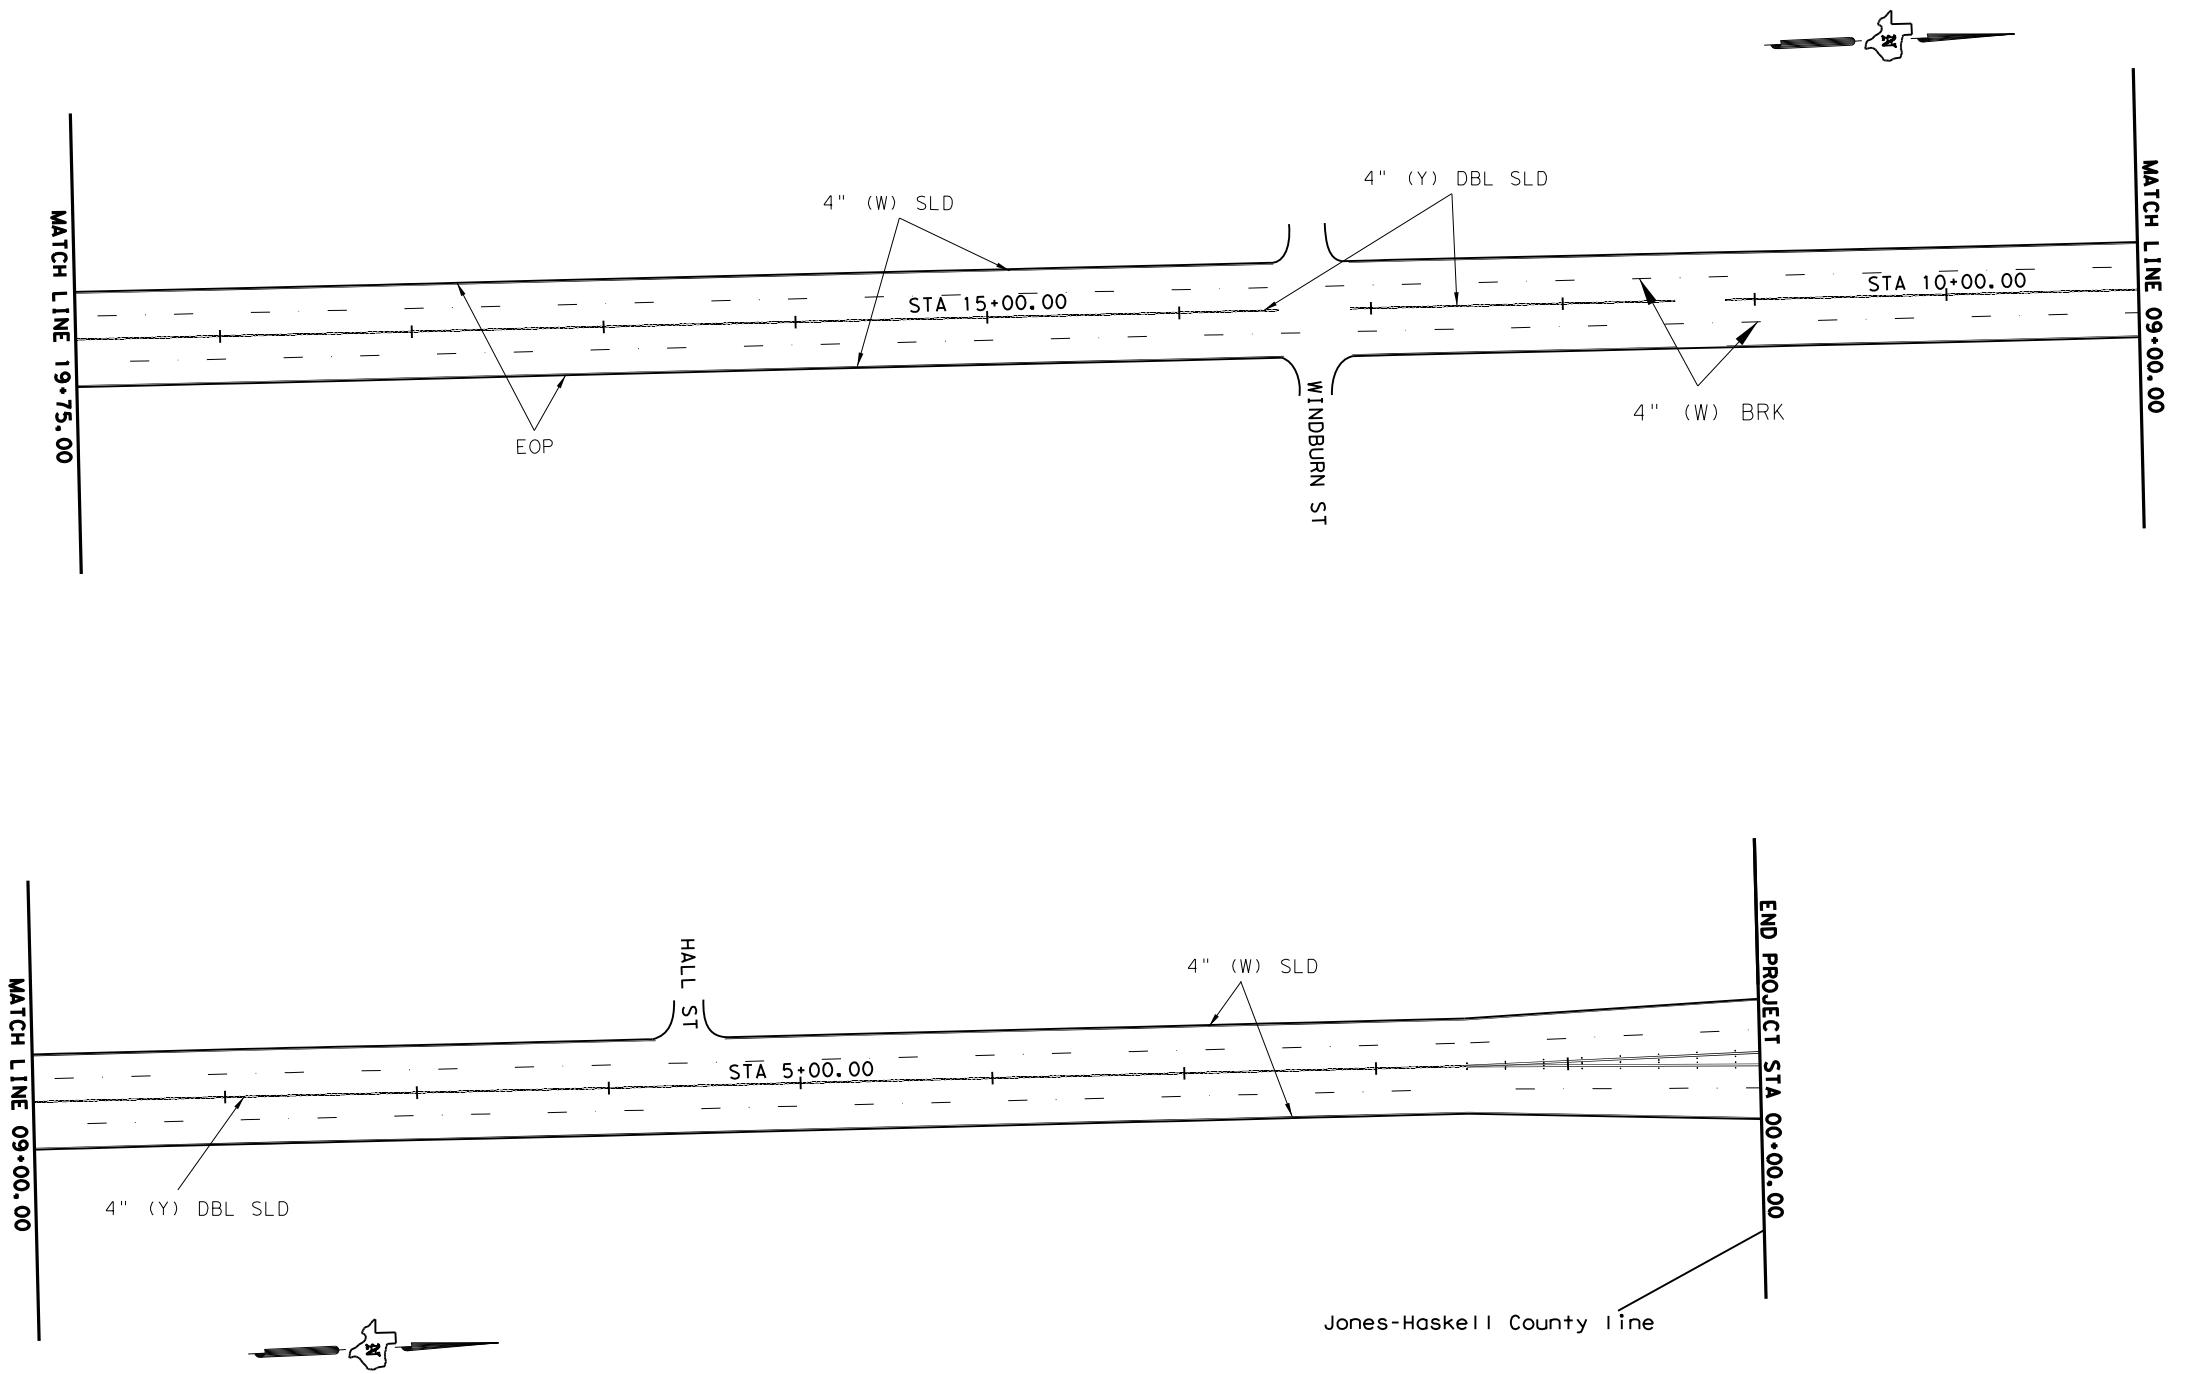 4" (Y) DBL SLD
4" (W) SLD
MATCH LINE 19+75.00
MATCH LINE 09+00.00
STA 15+00.00
STA 10+00.00
4" (W) BRK
EOP
WINDBURN ST
END PROJECT STA 00+00.00
HALL ST
4" (W) SLD
MATCH LINE 09+00.00
STA 5+00.00
4" (Y) DBL SLD
Jones-Haskell County line